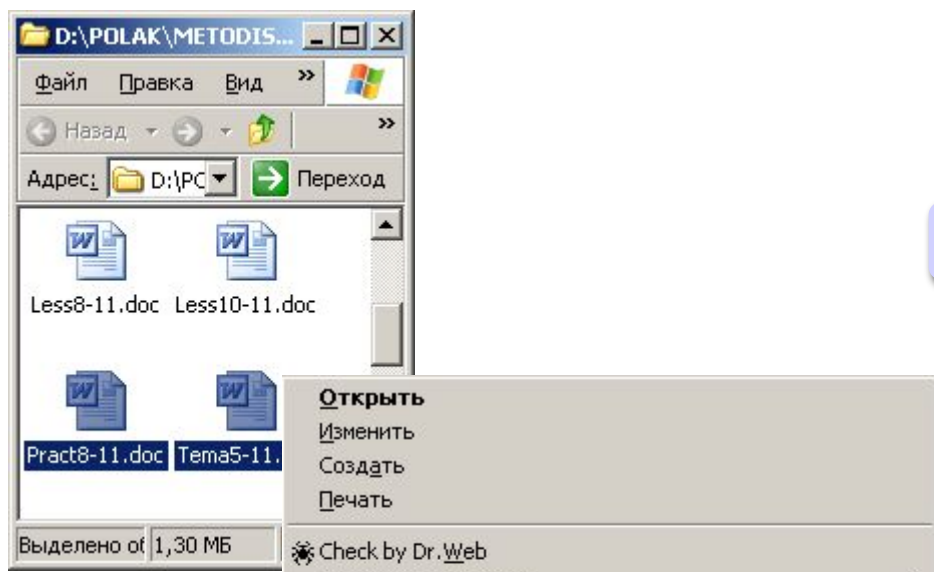 D:\POLAK\METODIS...
Файл Правка Вид »
Назад »
Адрес: D:\PC Переход
Less8-11.doc Less10-11.doc
Pract8-11.doc Tema5-11.
Открыть
Изменить
Создать
Печать
Выделено об 1,30 МБ
Check by Dr.Web